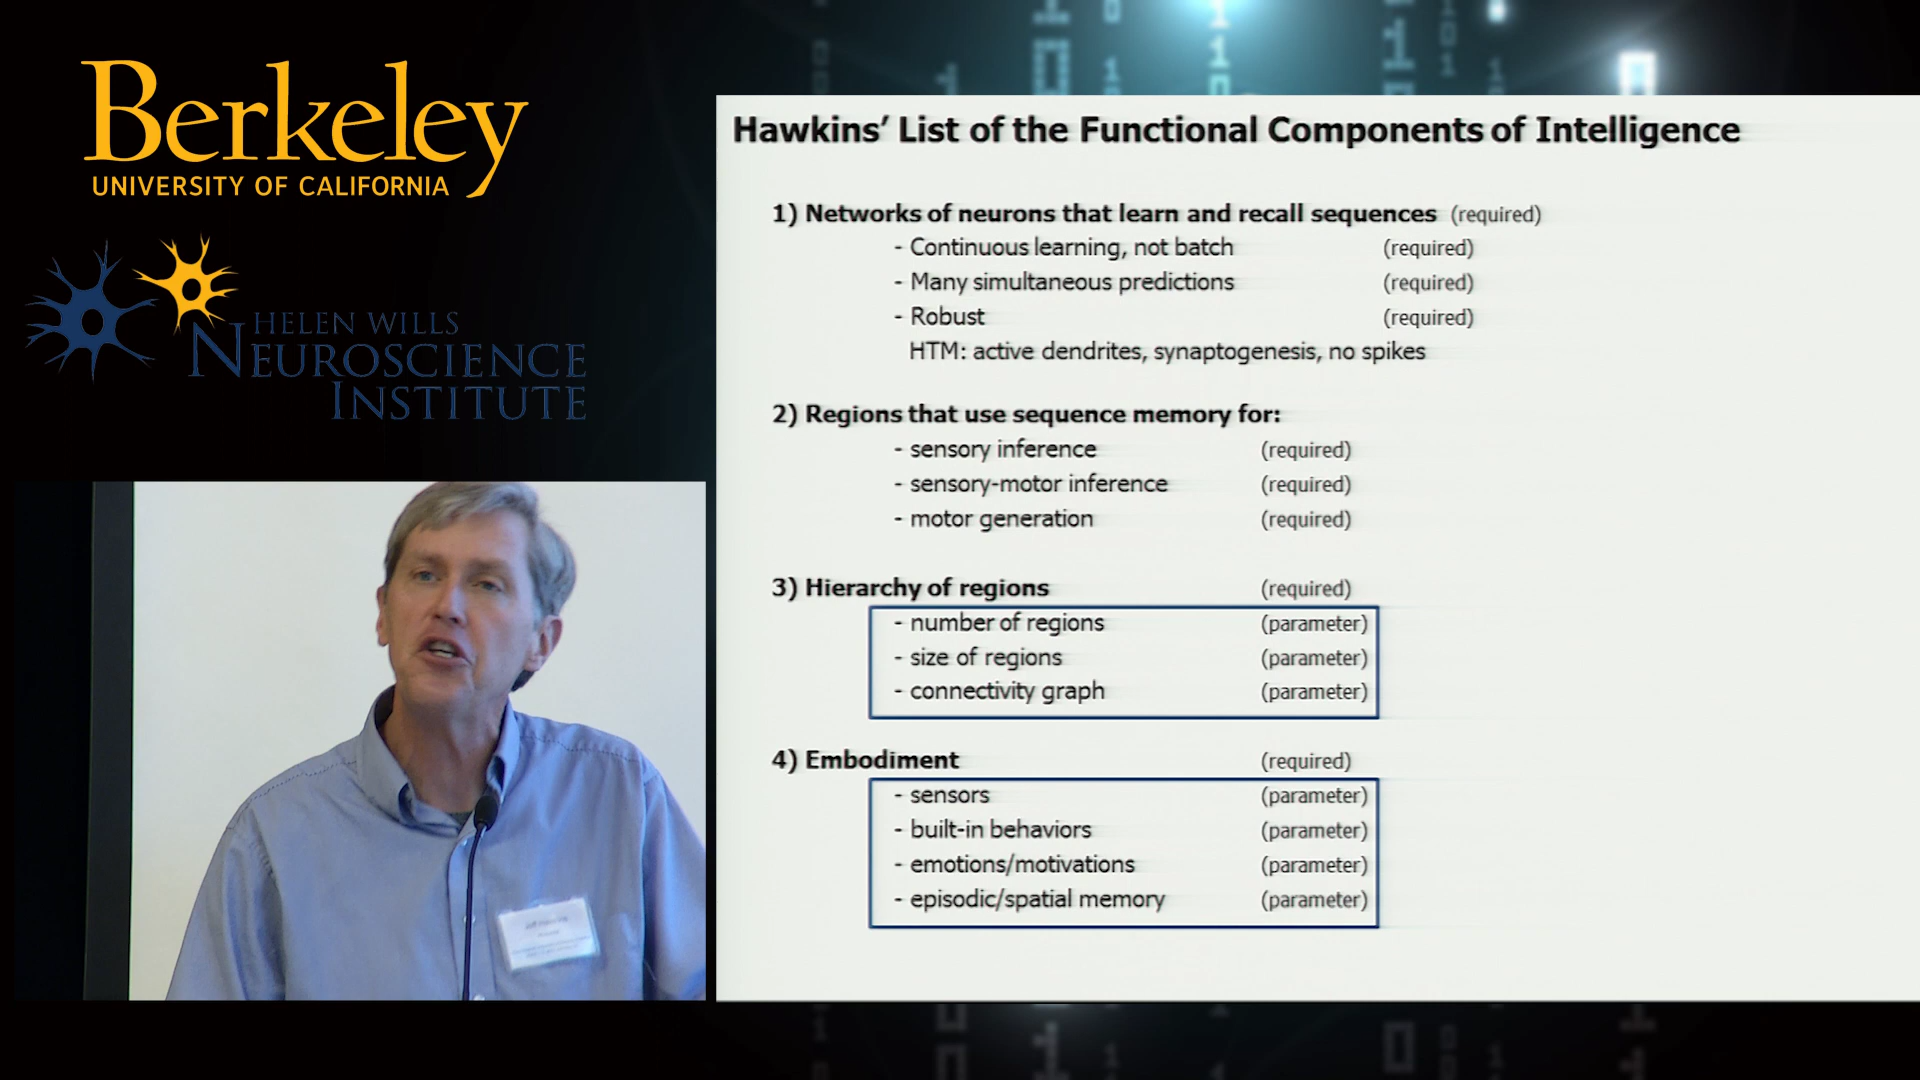 Berkeley
UNIVERSITY OF CALIFORNIA
HELEN WILLS
NEUROSCIENCE
INSTITUTE
Hawkins’ List of the Functional Components of Intelligence
1) Networks of neurons that learn and recall sequences (required)
- Continuous learning, not batch (required)
- Many simultaneous predictions (required)
- Robust (required)
HTM: active dendrites, synaptogenesis, no spikes
2) Regions that use sequence memory for:
- sensory inference (required)
- sensory-motor inference (required)
- motor generation (required)
3) Hierarchy of regions (required)
- number of regions (parameter)
- size of regions (parameter)
- connectivity graph (parameter)
4) Embodiment (required)
- sensors (parameter)
- built-in behaviors (parameter)
- emotions/motivations (parameter)
- episodic/spatial memory (parameter)